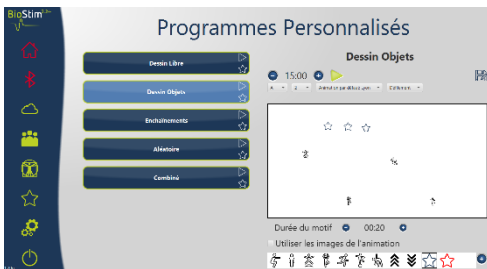 BioStim
Programmes Personnalisés
Dessin Libre
Dessin Objets
Enchaînements
Aléatoire
Combiné
Dessin Objets
15:00
Durée du motif
00:20
Utiliser les images de l'animation